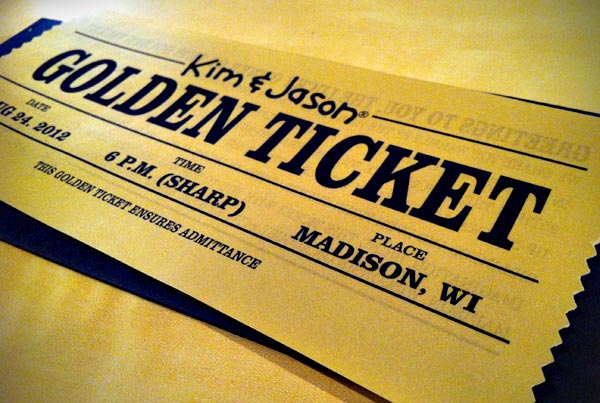 Kim & Jason®
GOLDEN TICKET
DATE
UG 24, 2012
TIME
6 P.M. (SHARP)
PLACE
MADISON, WI
THIS GOLDEN TICKET ENSURES ADMITTANCE
GREETINGS TO YOU, THE